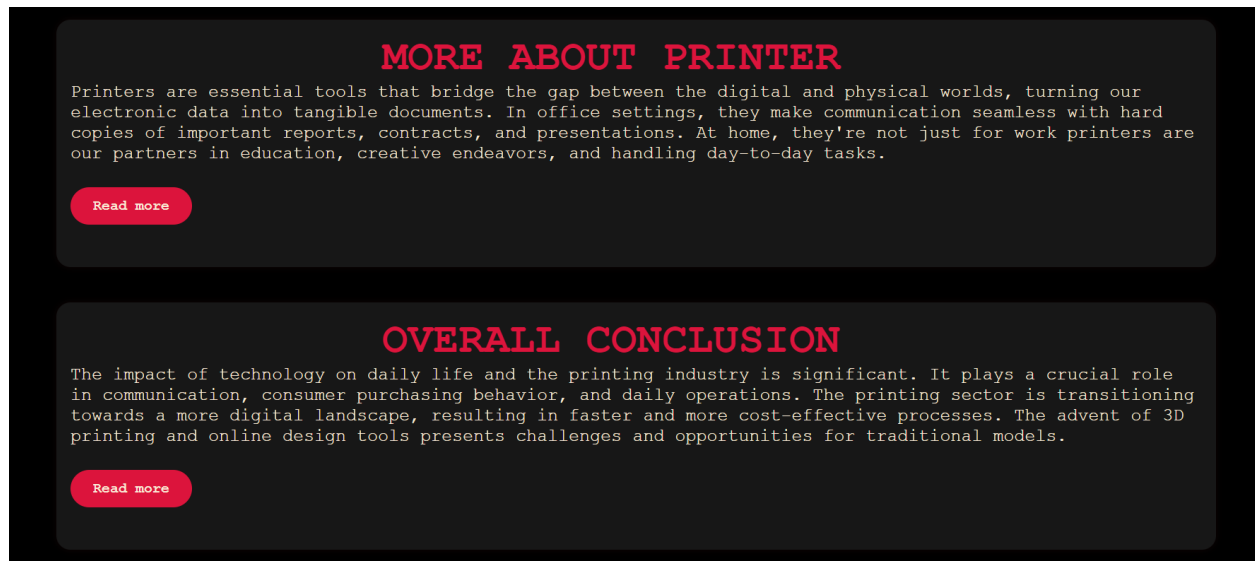 MORE ABOUT PRINTER
Printers are essential tools that bridge the gap between the digital and physical worlds, turning our
electronic data into tangible documents. In office settings, they make communication seamless with hard
copies of important reports, contracts, and presentations. At home, they're not just for work printers are
our partners in education, creative endeavors, and handling day-to-day tasks.
Read more
OVERALL CONCLUSION
The impact of technology on daily life and the printing industry is significant. It plays a crucial role
in communication, consumer purchasing behavior, and daily operations. The printing sector is transitioning
towards a more digital landscape, resulting in faster and more cost-effective processes. The advent of 3D
printing and online design tools presents challenges and opportunities for traditional models.
Read more